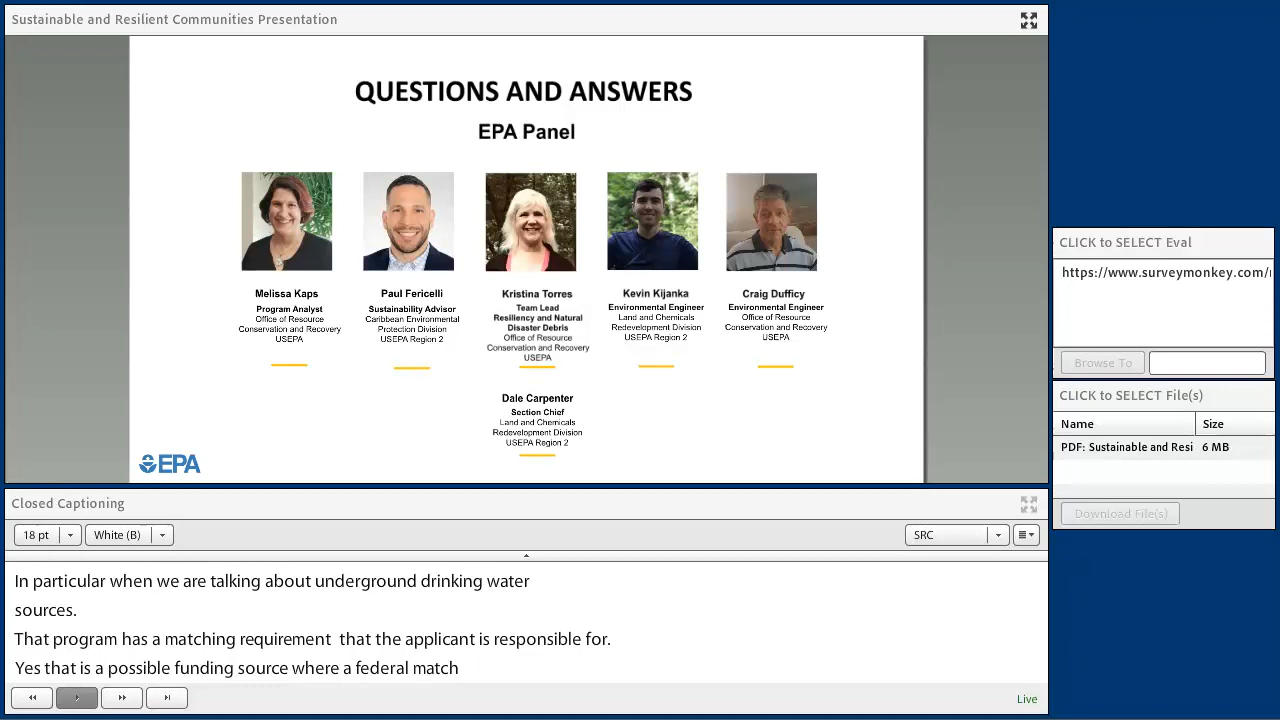 Sustainable and Resilient Communities Presentation
QUESTIONS AND ANSWERS
EPA Panel
Melissa Kaps
Program Analyst
Office of Resource
Conservation and Recovery
USEPA
Paul Fericelli
Sustainability Advisor
Caribbean Environmental
Protection Division
USEPA Region 2
Kristina Torres
Team Lead
Resiliency and Natural
Disaster Debris
Office of Resource
Conservation and Recovery
USEPA
Kevin Kijanka
Environmental Engineer
Land and Chemicals
Redevelopment Division
USEPA Region 2
Craig Dufficy
Environmental Engineer
Office of Resource
Conservation and Recovery
USEPA
Dale Carpenter
Section Chief
Land and Chemicals
Redevelopment Division
USEPA Region 2
EPA
CLICK to SELECT Eval
https://www.surveymonkey.com/
Browse To
CLICK to SELECT File(s)
Name Size
PDF: Sustainable and Resi 6 MB
Download File(s)
Closed Captioning
18 pt White (B) SRC
In particular when we are talking about underground drinking water
sources.
That program has a matching requirement that the applicant is responsible for.
Yes that is a possible funding source where a federal match
Live